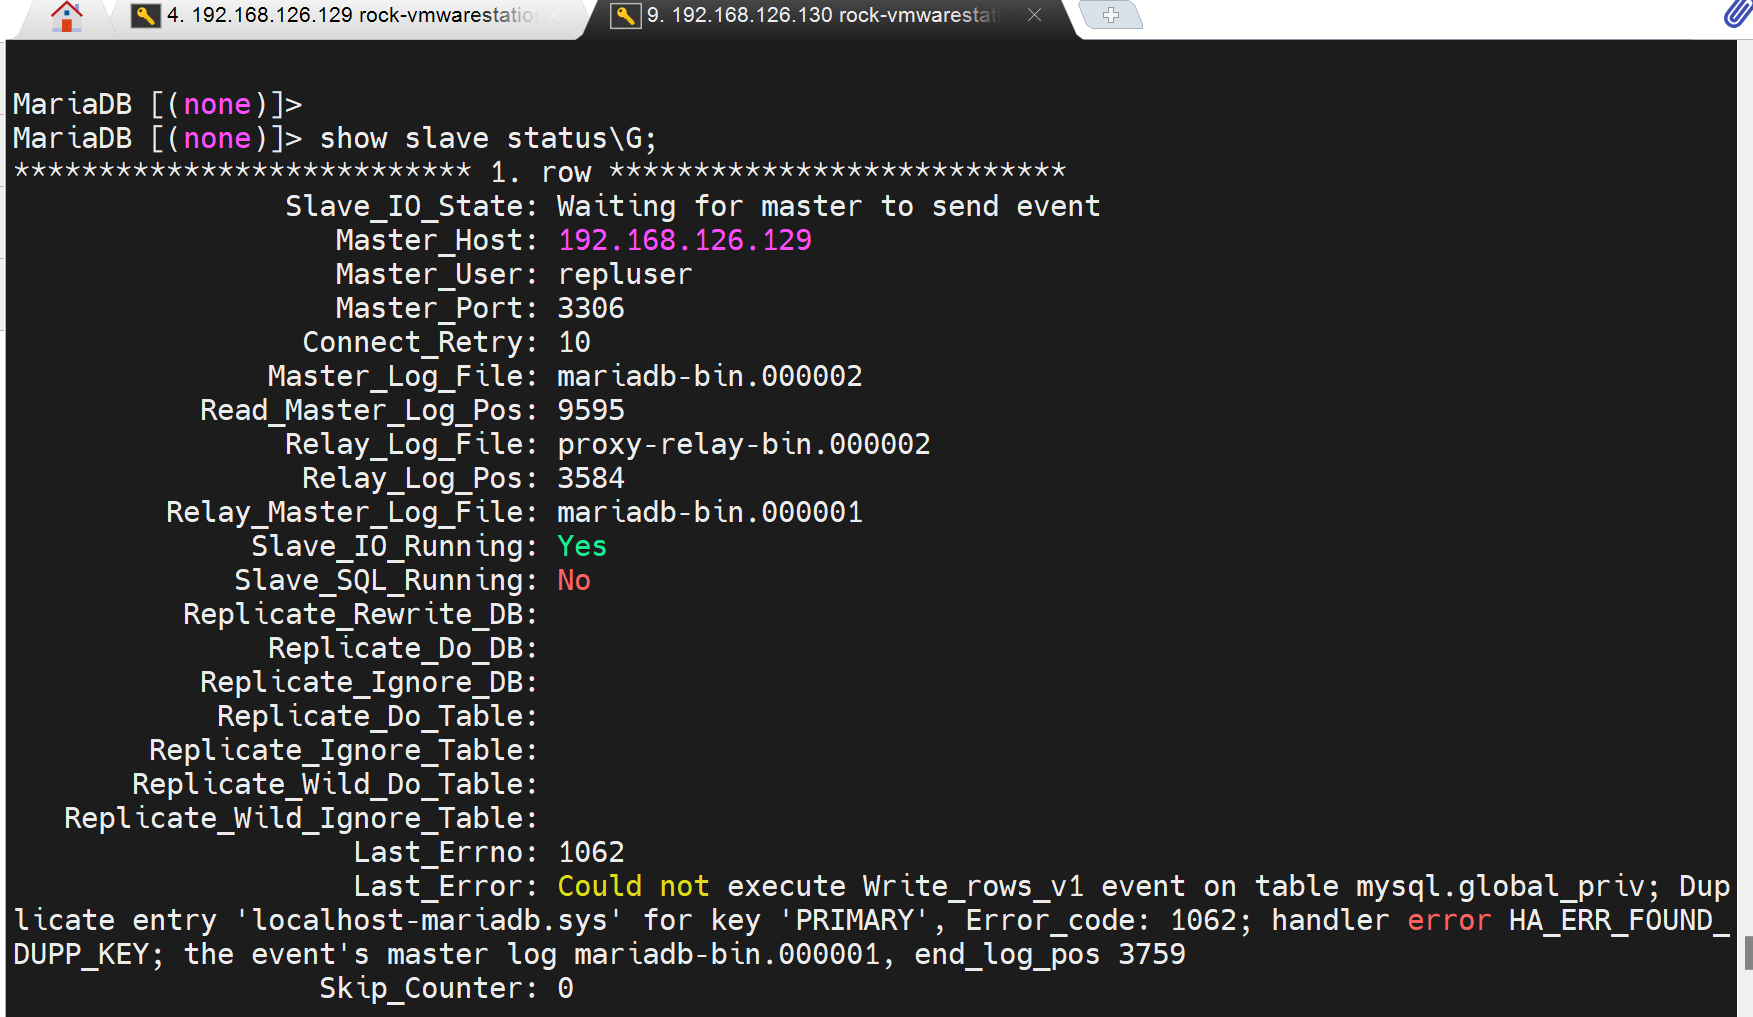 4. 192.168.126.129 rock-vmwarestatio
9. 192.168.126.130 rock-vmwarestati
MariaDB [(none)]>
MariaDB [(none)]> show slave status\G;
*************************** 1. row ***************************
Slave_IO_State: Waiting for master to send event
Master_Host: 192.168.126.129
Master_User: repluser
Master_Port: 3306
Connect_Retry: 10
Master_Log_File: mariadb-bin.000002
Read_Master_Log_Pos: 9595
Relay_Log_File: proxy-relay-bin.000002
Relay_Log_Pos: 3584
Relay_Master_Log_File: mariadb-bin.000001
Slave_IO_Running: Yes
Slave_SQL_Running: No
Replicate_Rewrite_DB:
Replicate_Do_DB:
Replicate_Ignore_DB:
Replicate_Do_Table:
Replicate_Ignore_Table:
Replicate_Wild_Do_Table:
Replicate_Wild_Ignore_Table:
Last_Errno: 1062
Last_Error: Could not execute Write_rows_v1 event on table mysql.global_priv; Dup
licate entry 'localhost-mariadb.sys' for key 'PRIMARY', Error_code: 1062; handler error HA_ERR_FOUND_
DUPP_KEY; the event's master log mariadb-bin.000001, end_log_pos 3759
Skip_Counter: 0